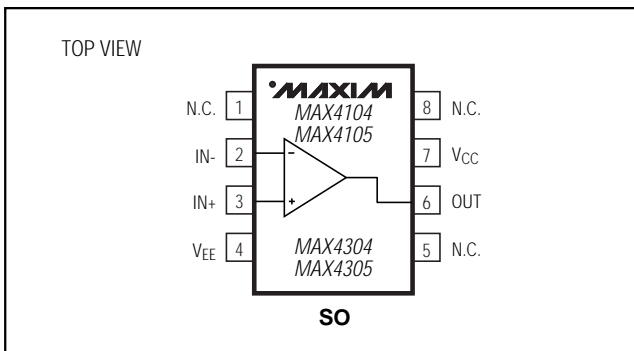 TOP VIEW
MAXIM
N.C. 1
MAX4104
8 N.C.
MAX4105
IN- 2
-
7 VCC
IN+ 3
+
6 OUT
VEE 4
MAX4304
5 N.C.
MAX4305
SO